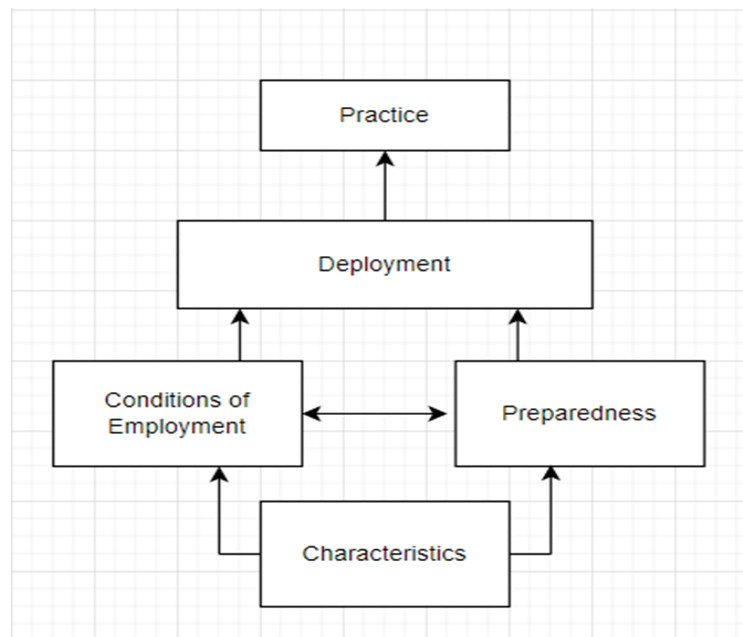 Practice
Deployment
Conditions of
Employment
Preparedness
Characteristics